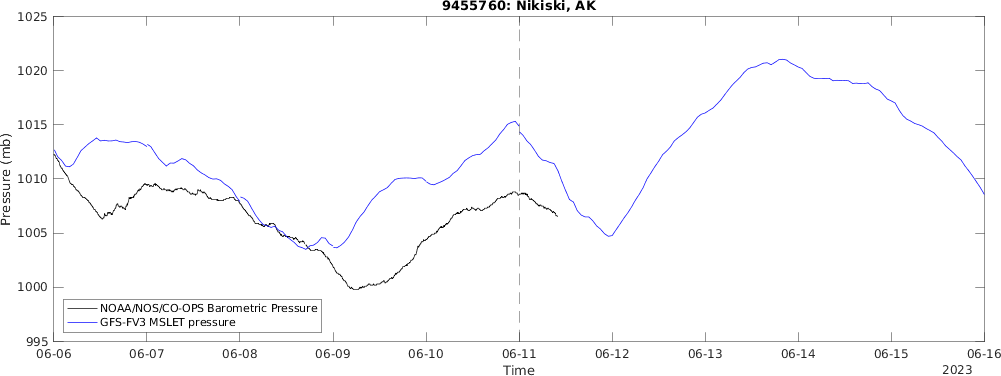 9455760: Nikiski, AK
1025
1020
1015
1010
1005
1000
995
Pressure (mb)
NOAA/NOS/CO-OPS Barometric Pressure
GFS-FV3 MSLET pressure
06-06 06-07 06-08 06-09 06-10 06-11 06-12 06-13 06-14 06-15 06-16
Time
2023